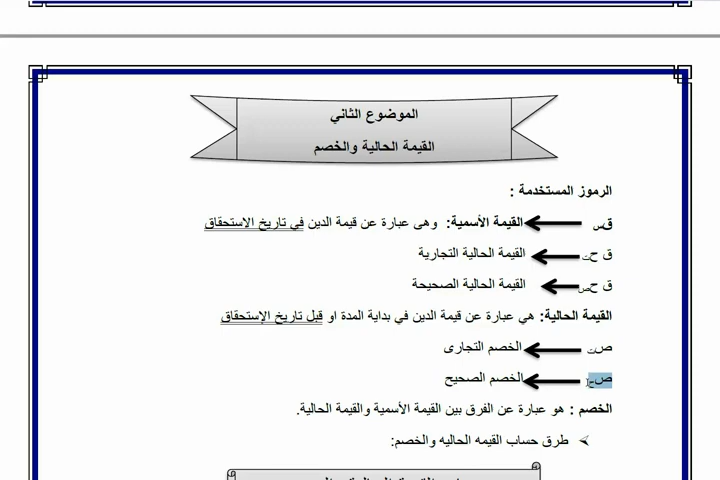 الموضوع الثاني
القيمة الحالية والخصم
الرموز المستخدمة :
ق س القيمة الأسمية: وهى عبارة عن قيمة الدين في تاريخ الاستحقاق
ق ح ت القيمة الحالية التجارية
ق ح ص القيمة الحالية الصحيحة
القيمة الحالية: هي عبارة عن قيمة الدين في بداية المدة او قبل تاريخ الإستحقاق
ص ت الخصم التجارى
ص الخصم الصحيح
الخصم : هو عبارة عن الفرق بين القيمة الأسمية والقيمة الحالية.
طرق حساب القيمه الحاليه والخصم: